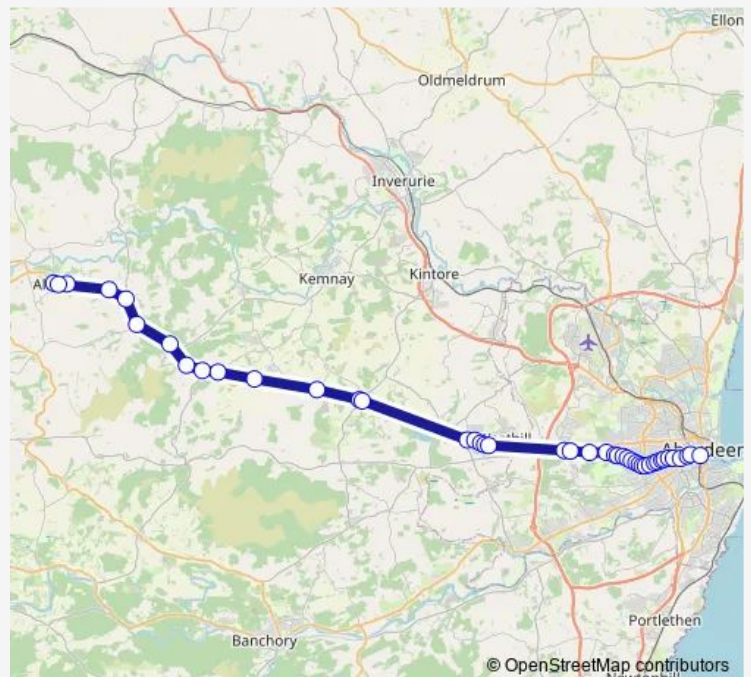 Ellon
Oldmeldrum
Inverurie
Kemnay
Kintore
Aberdeen
Banchory
Portlethen
© OpenStreetMap contributors